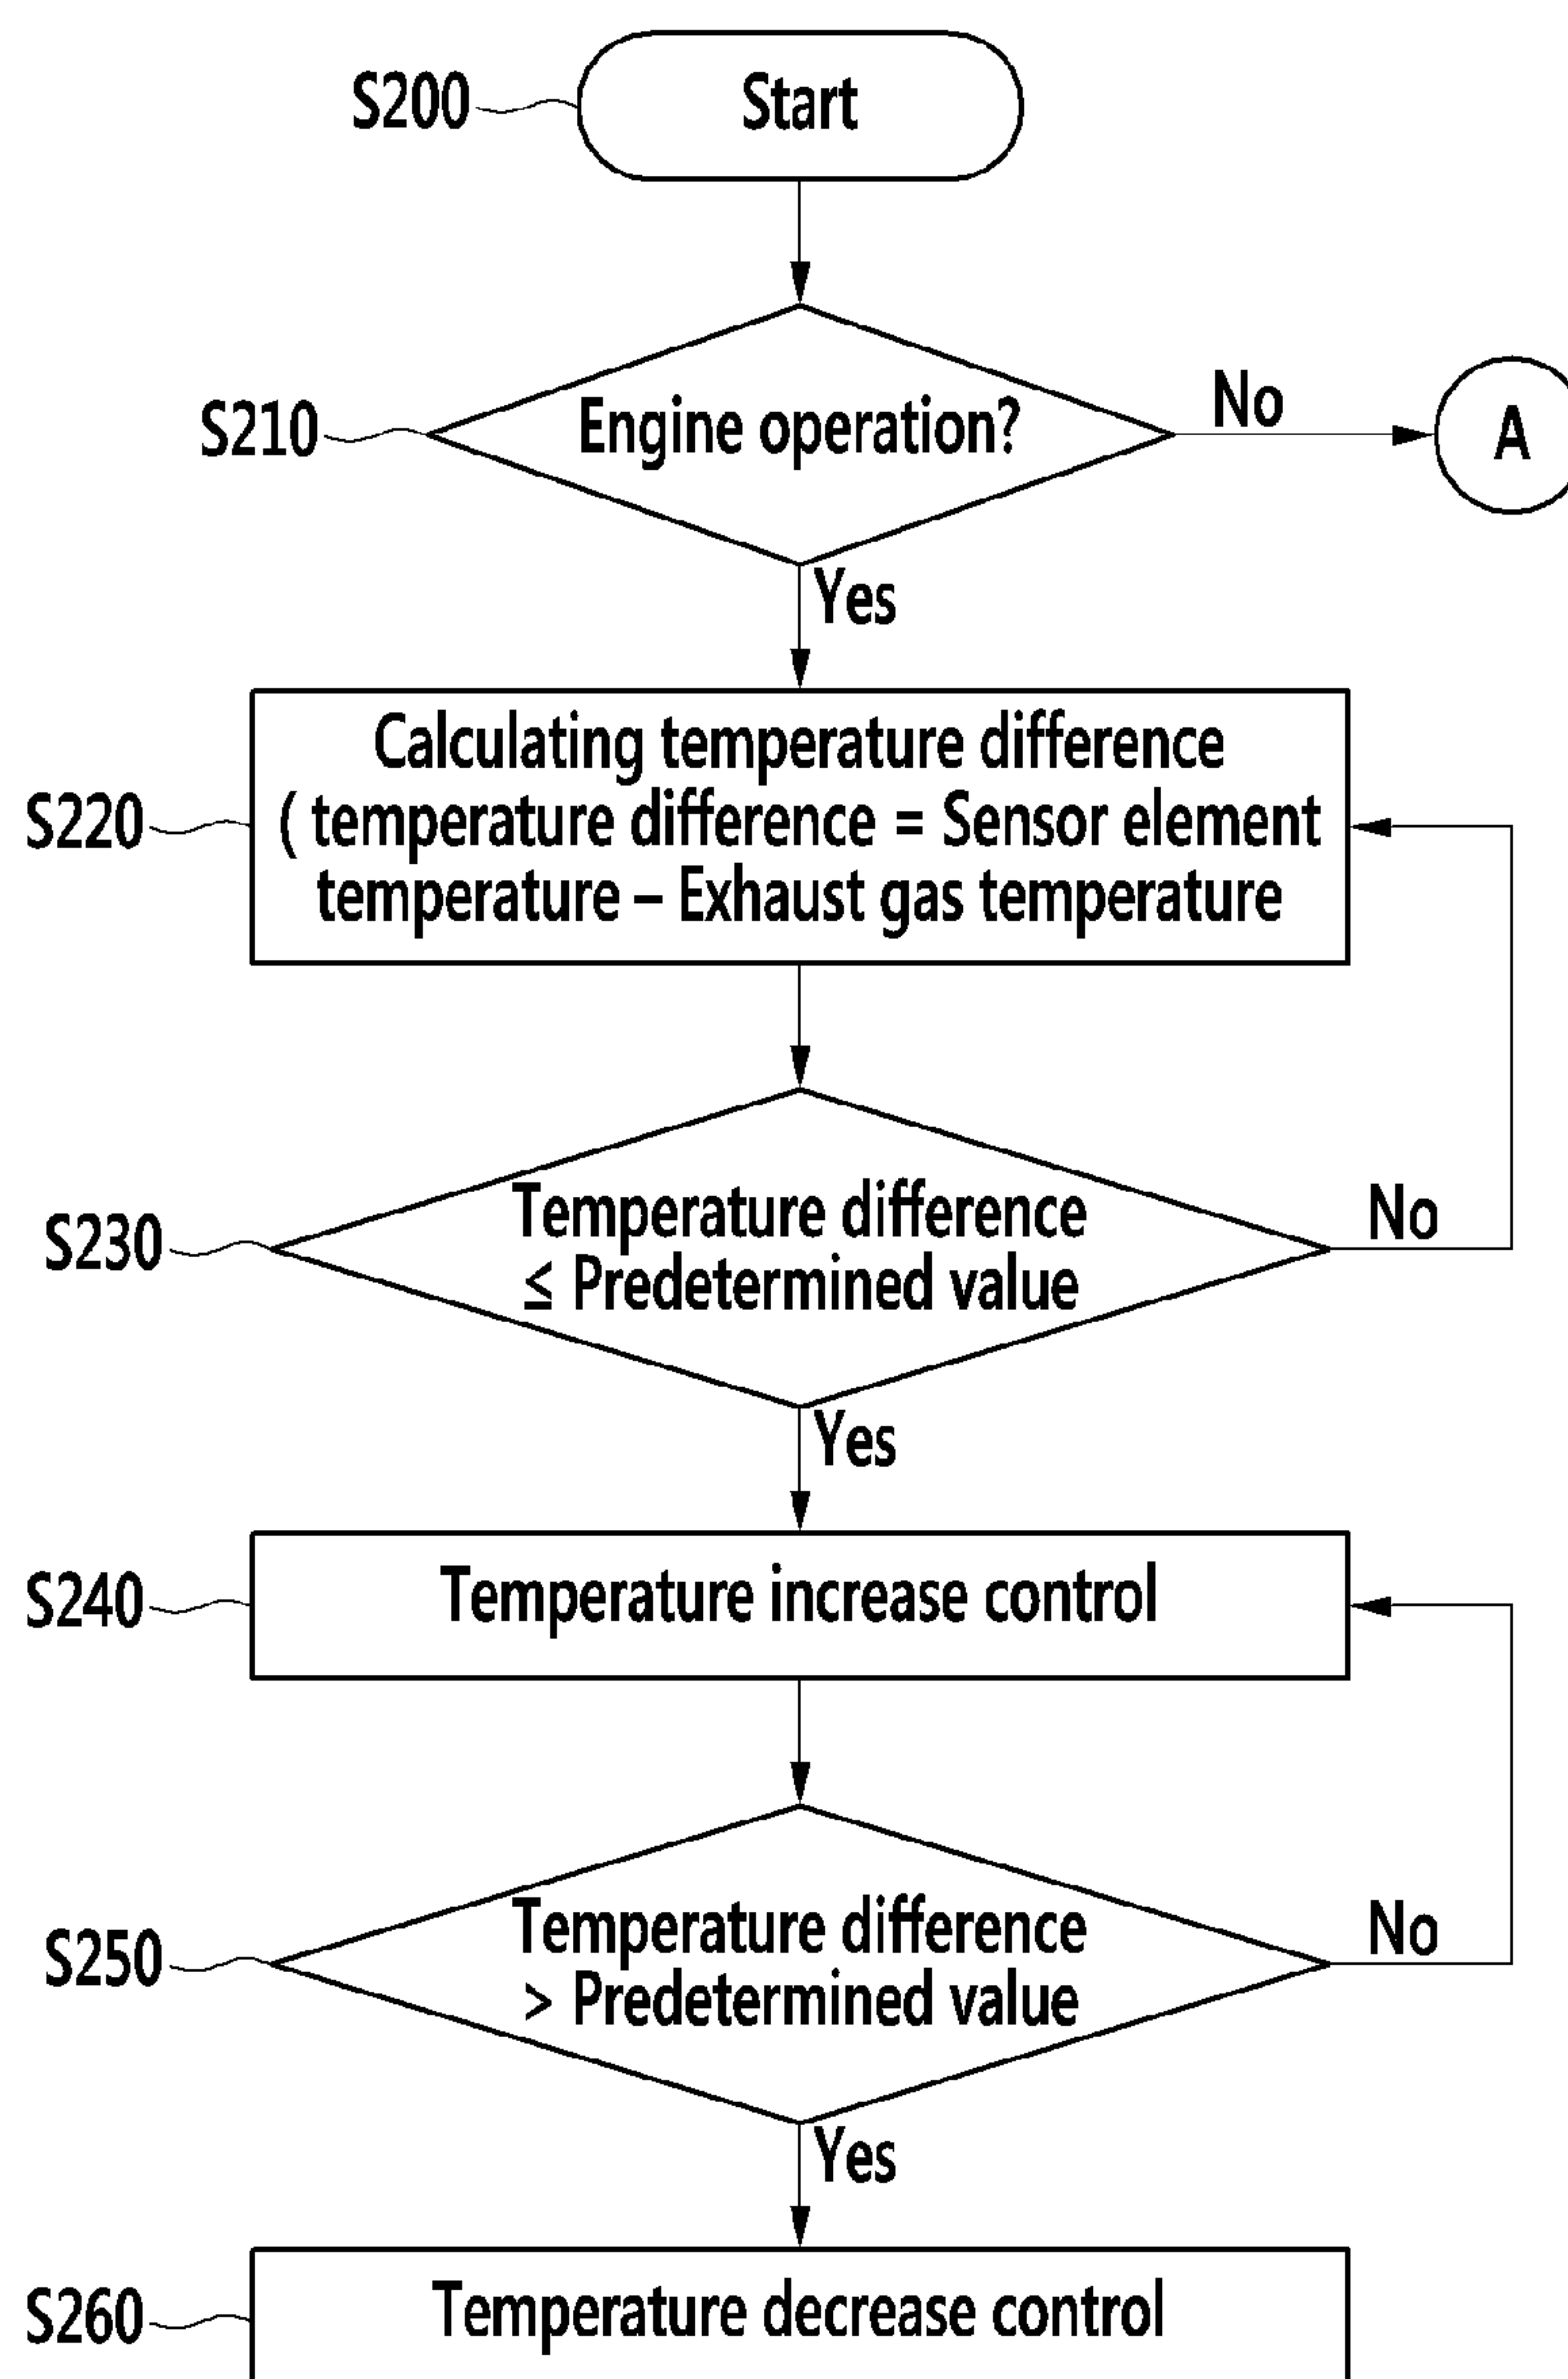 S200
Start
S210
Engine operation?
No
A
Yes
S220
Calculating temperature difference
( temperature difference = Sensor element
temperature – Exhaust gas temperature
S230
Temperature difference
≤ Predetermined value
No
Yes
S240
Temperature increase control
S250
Temperature difference
> Predetermined value
No
Yes
S260
Temperature decrease control